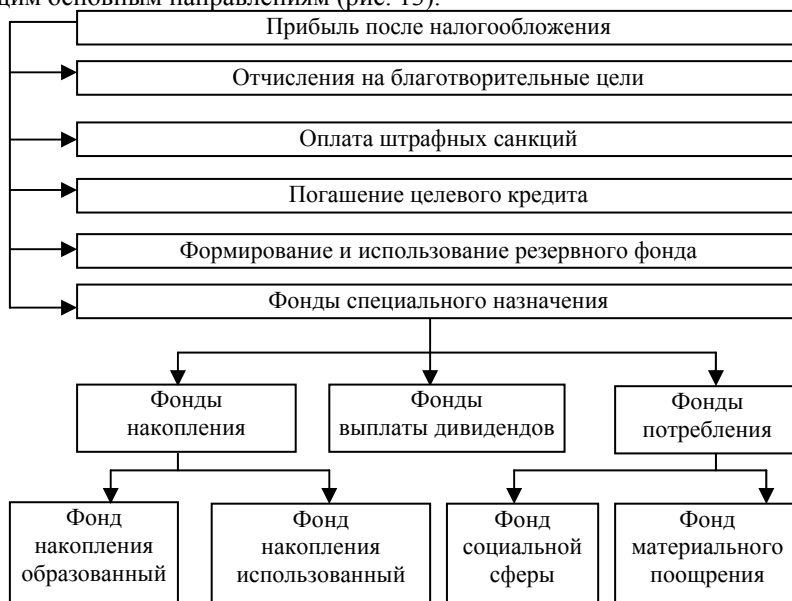 основным направлениям (рис. 13).
Прибыль после налогообложения
Отчисления на благотворительные цели
Оплата штрафных санкций
Погашение целевого кредита
Формирование и использование резервного фонда
Фонды специального назначения
Фонды
накопления
Фонды
выплаты дивидендов
Фонды
потребления
Фонд
накопления
образованный
Фонд
накопления
использованный
Фонд
социальной
сферы
Фонд
материального
поощрения